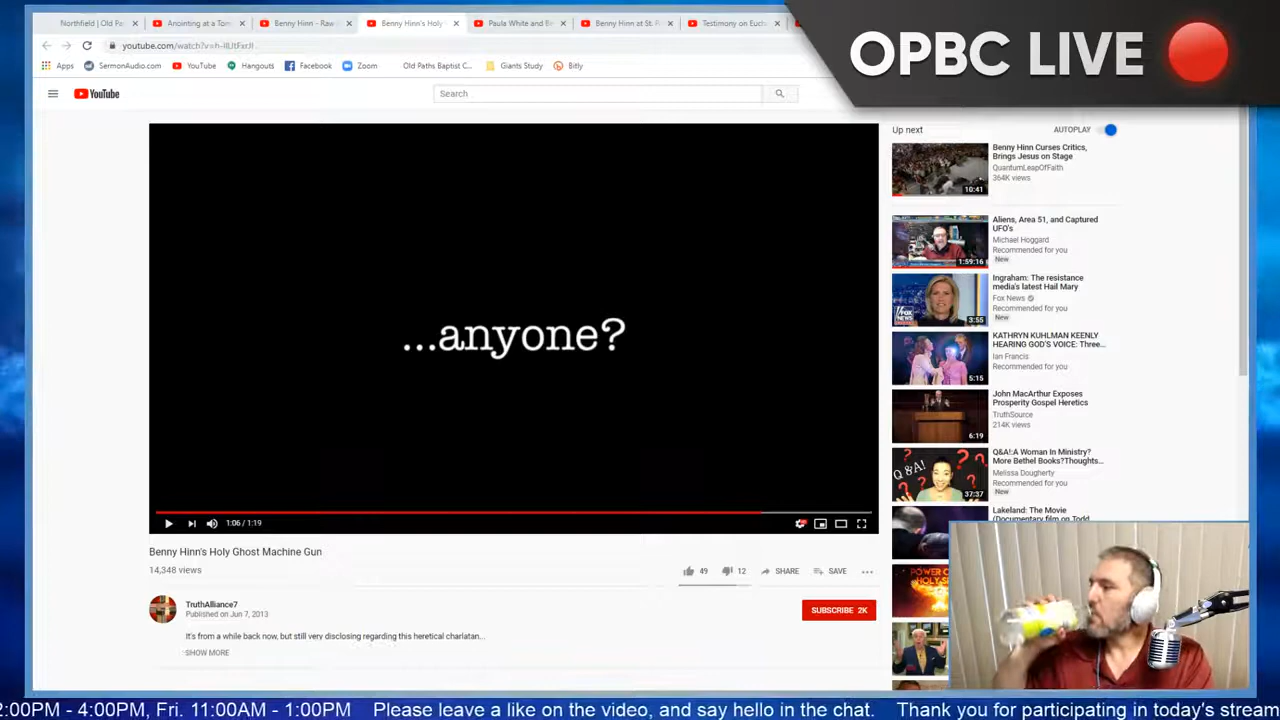 OPBC LIVE
Northfield | Old Pa
Anointing at a Tom
Benny Hinn - Raw
Benny Hinn's Holy
Paula White and Be
Benny Hinn at St. P
Testimony on Euch
Apps
SermonAudio.com
YouTube
Hangouts
Facebook
Zoom
Old Paths Baptist C...
Giants Study
Bitly
YouTube
Search
...anyone?
1:06 / 1:19
Benny Hinn's Holy Ghost Machine Gun
14,348 views
49
12
SHARE
SAVE
TruthAlliance7
Published on Jun 7, 2013
SUBSCRIBE 2K
It's from a while back now, but still very disclosing regarding this heretical charlatan...
SHOW MORE
Up next
AUTOPLAY
Benny Hinn Curses Critics,
Brings Jesus on Stage
QuantumLeapOfFaith
364K views
10:41
Aliens, Area 51, and Captured
UFO's
Michael Hoggard
Recommended for you
New
1:59:16
Ingraham: The resistance
media's latest Hail Mary
Fox News
Recommended for you
New
3:55
KATHRYN KUHLMAN KEENLY
HEARING GOD'S VOICE: Three...
Ian Francis
Recommended for you
5:15
John MacArthur Exposes
Prosperity Gospel Heretics
TruthSource
214K views
6:19
Q&A!:A Woman In Ministry?
More Bethel Books?Thoughts...
Melissa Dougherty
Recommended for you
New
Q&A!
37:37
Lakeland: The Movie
(Documentary film on Todd
2:00PM - 4:00PM, Fri. 11:00AM - 1:00PM Please leave a like on the video, and say hello in the chat. Thank you for participating in today's stream